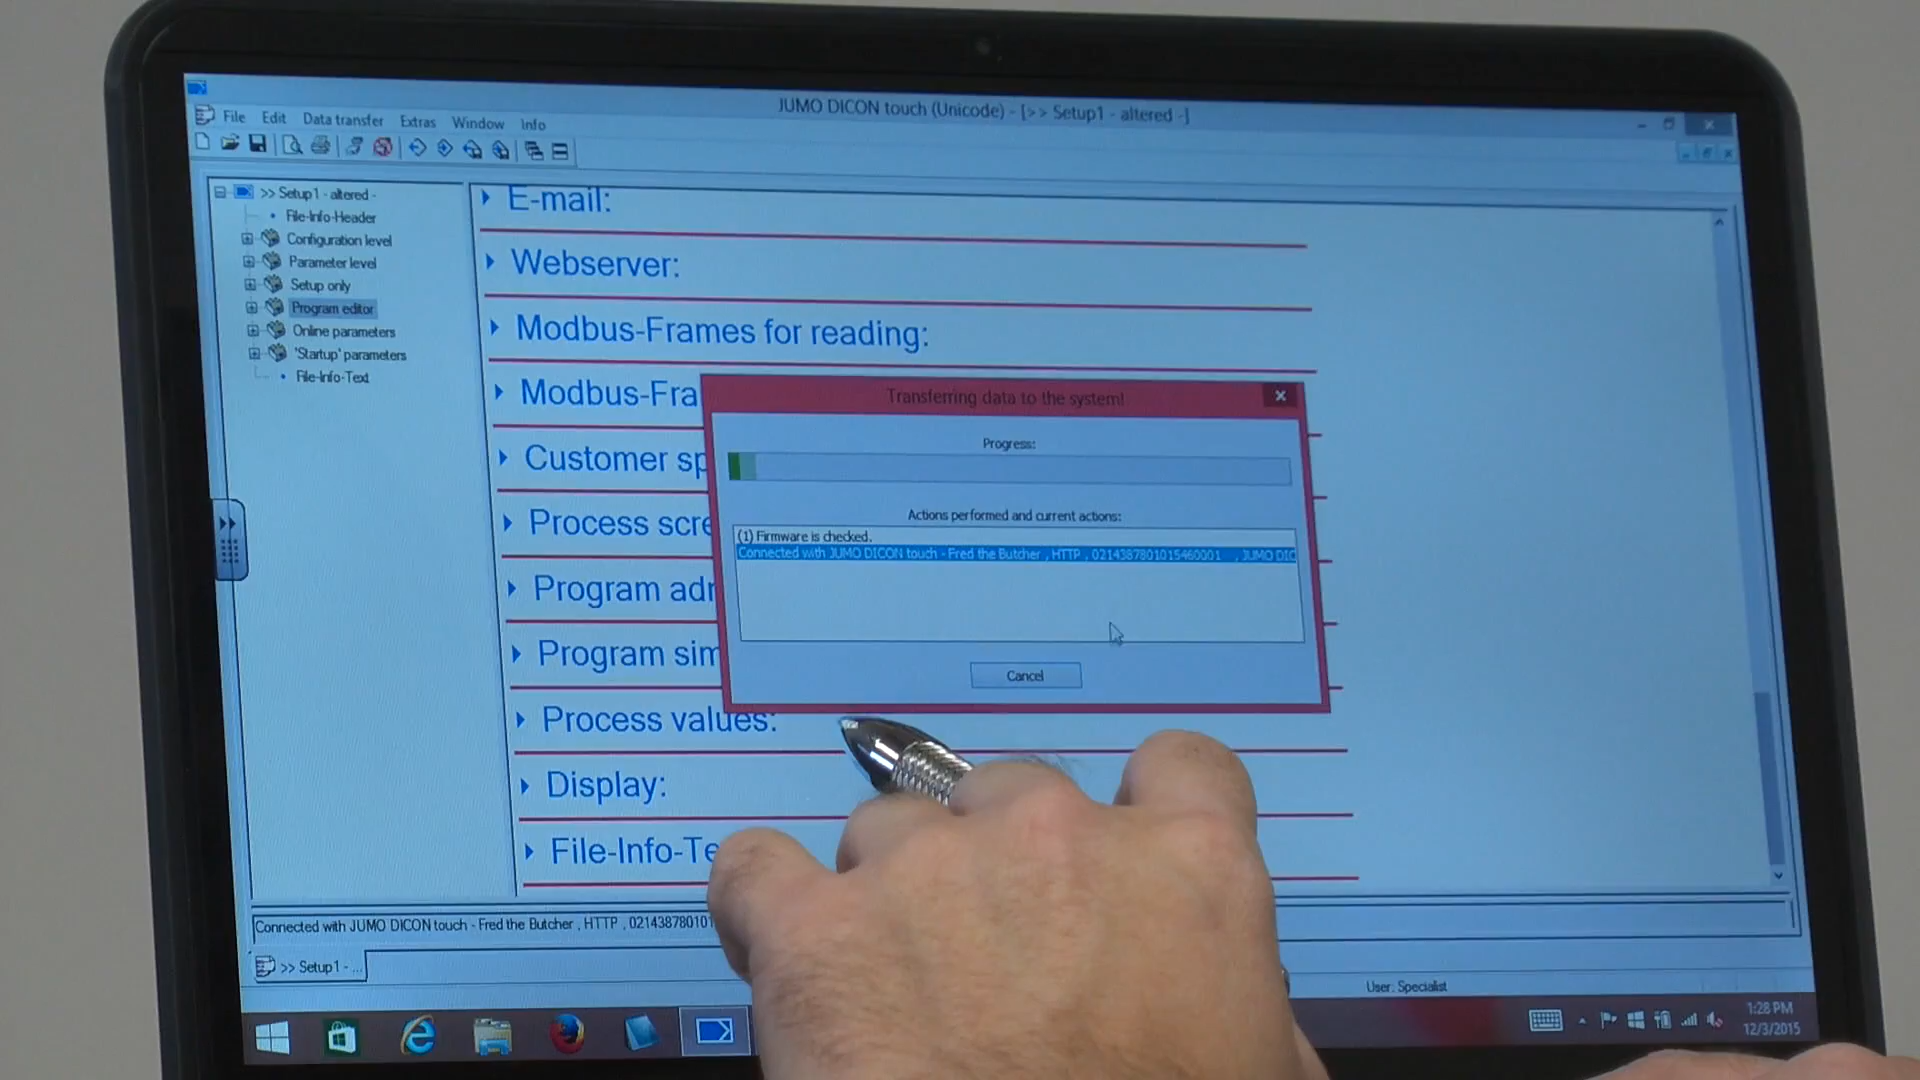 JUMO DICON touch (Unicode) - [>> Setup1 - altered -]
File Edit Data transfer Extras Window Info
>> Setup1 - altered -
File-Info-Header
Configuration level
Parameter level
Setup only
Program editor
Online parameters
'Startup' parameters
File-Info-Text
E-mail:
Webserver:
Modbus-Frames for reading:
Modbus-Fra
Customer sp
Process scre
Program adr
Program sim
Process values:
Display:
File-Info-Te
Transferring data to the system!
Progress:
Actions performed and current actions:
(1) Firmware is checked.
Connected with JUMO DICON touch - Fred the Butcher , HTTP , 0214387801015460001 , JUMO DIC
Cancel
Connected with JUMO DICON touch - Fred the Butcher , HTTP , 02143878010
>> Setup1 - ...
User: Specialist
1:28 PM
12/3/2015